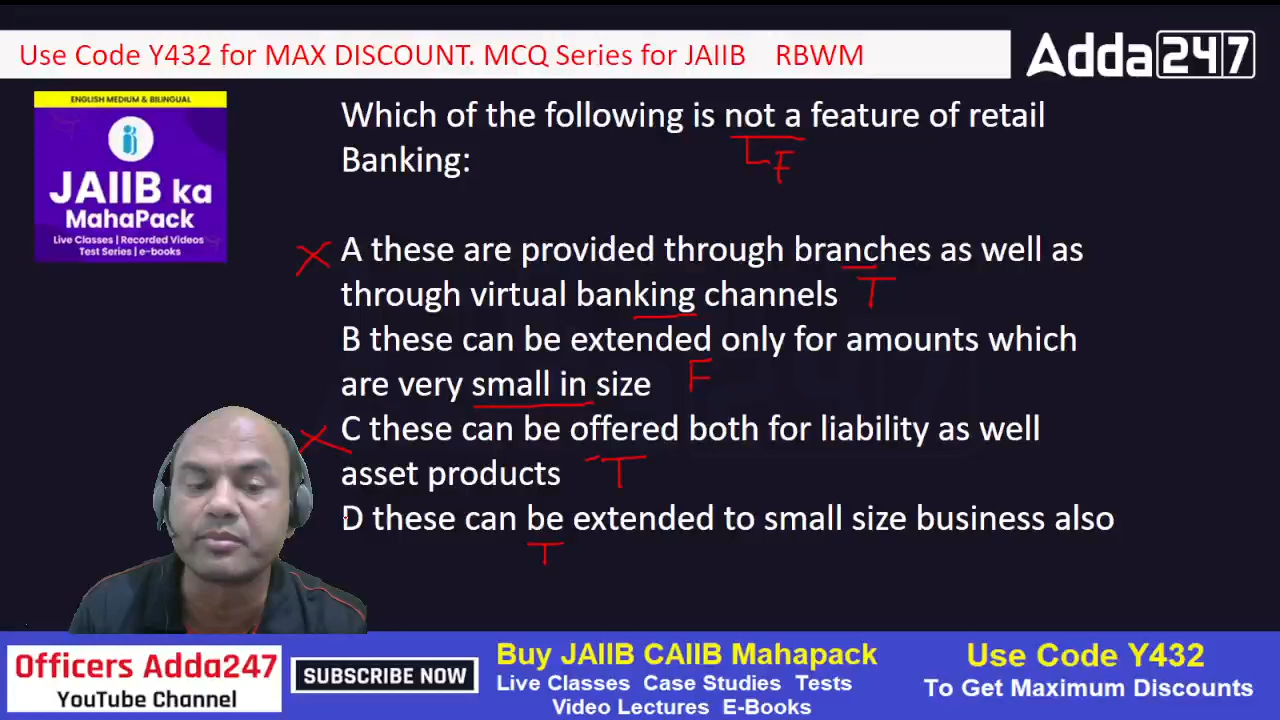 Use Code Y432 for MAX DISCOUNT. MCQ Series for JAIIB RBWM
Adda247
ENGLISH MEDIUM & BILINGUAL
JAIIB ka
MahaPack
Live Classes | Recorded Videos
Test Series | e-books
Which of the following is not a feature of retail
Banking:
F
A these are provided through branches as well as
through virtual banking channels T
B these can be extended only for amounts which
are very small in size F
C these can be offered both for liability as well
asset products T
D these can be extended to small size business also
T
Officers Adda247
YouTube Channel
SUBSCRIBE NOW
Buy JAIIB CAIIB Mahapack
Live Classes Case Studies Tests
Video Lectures E-Books
Use Code Y432
To Get Maximum Discounts